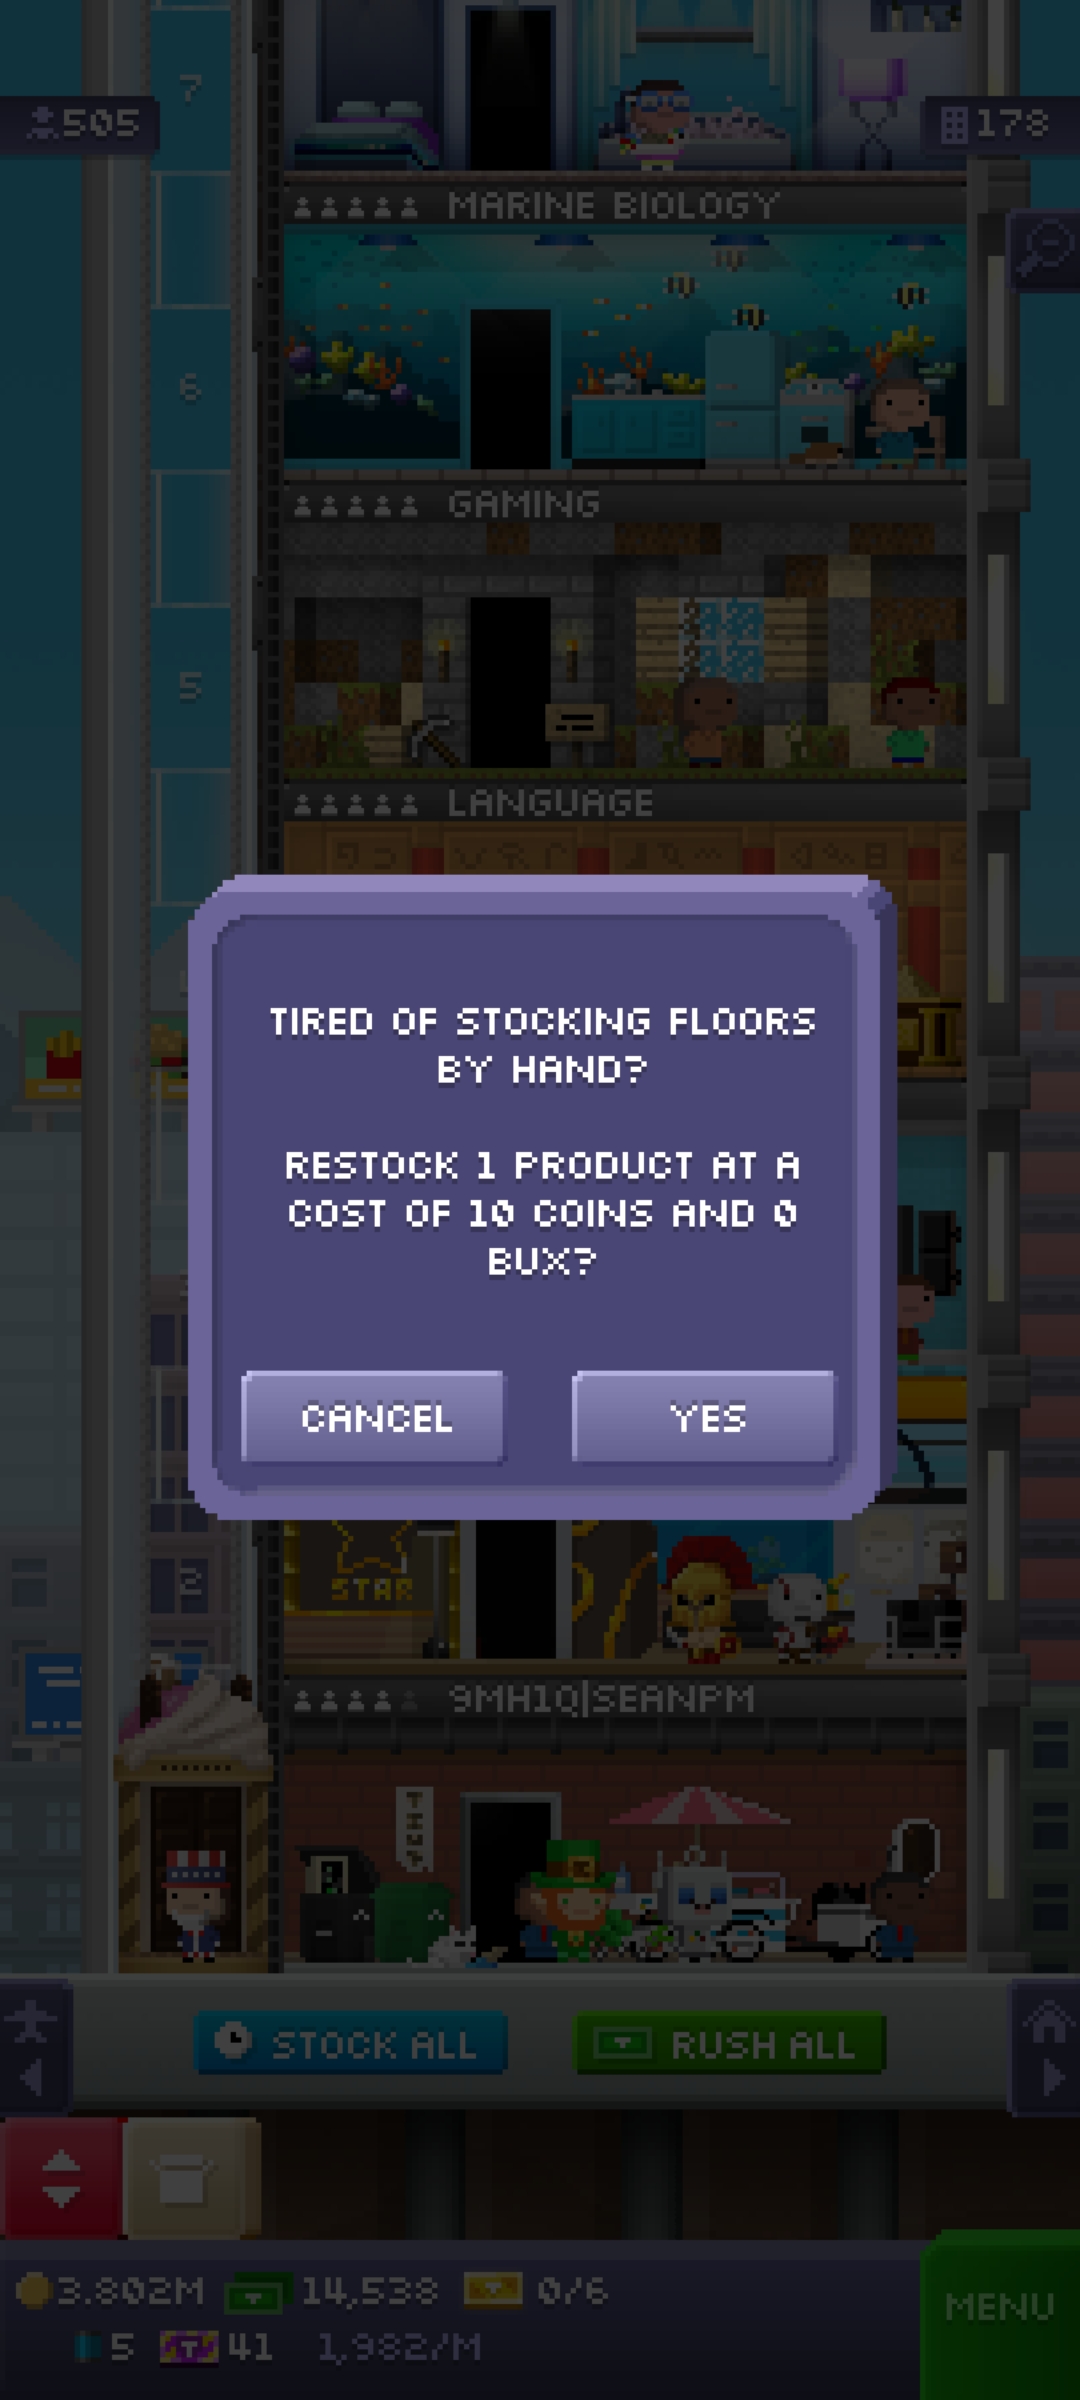 7
505
178
MARINE BIOLOGY
6
GAMING
5
LANGUAGE
TIRED OF STOCKING FLOORS
BY HAND?
RESTOCK 1 PRODUCT AT A
COST OF 10 COINS AND 0
BUX?
CANCEL
YES
2
STAR
9MH1Q|SEANPM
STOCK ALL
RUSH ALL
3.802M
14,538
0/6
MENU
5
41
1,982/M